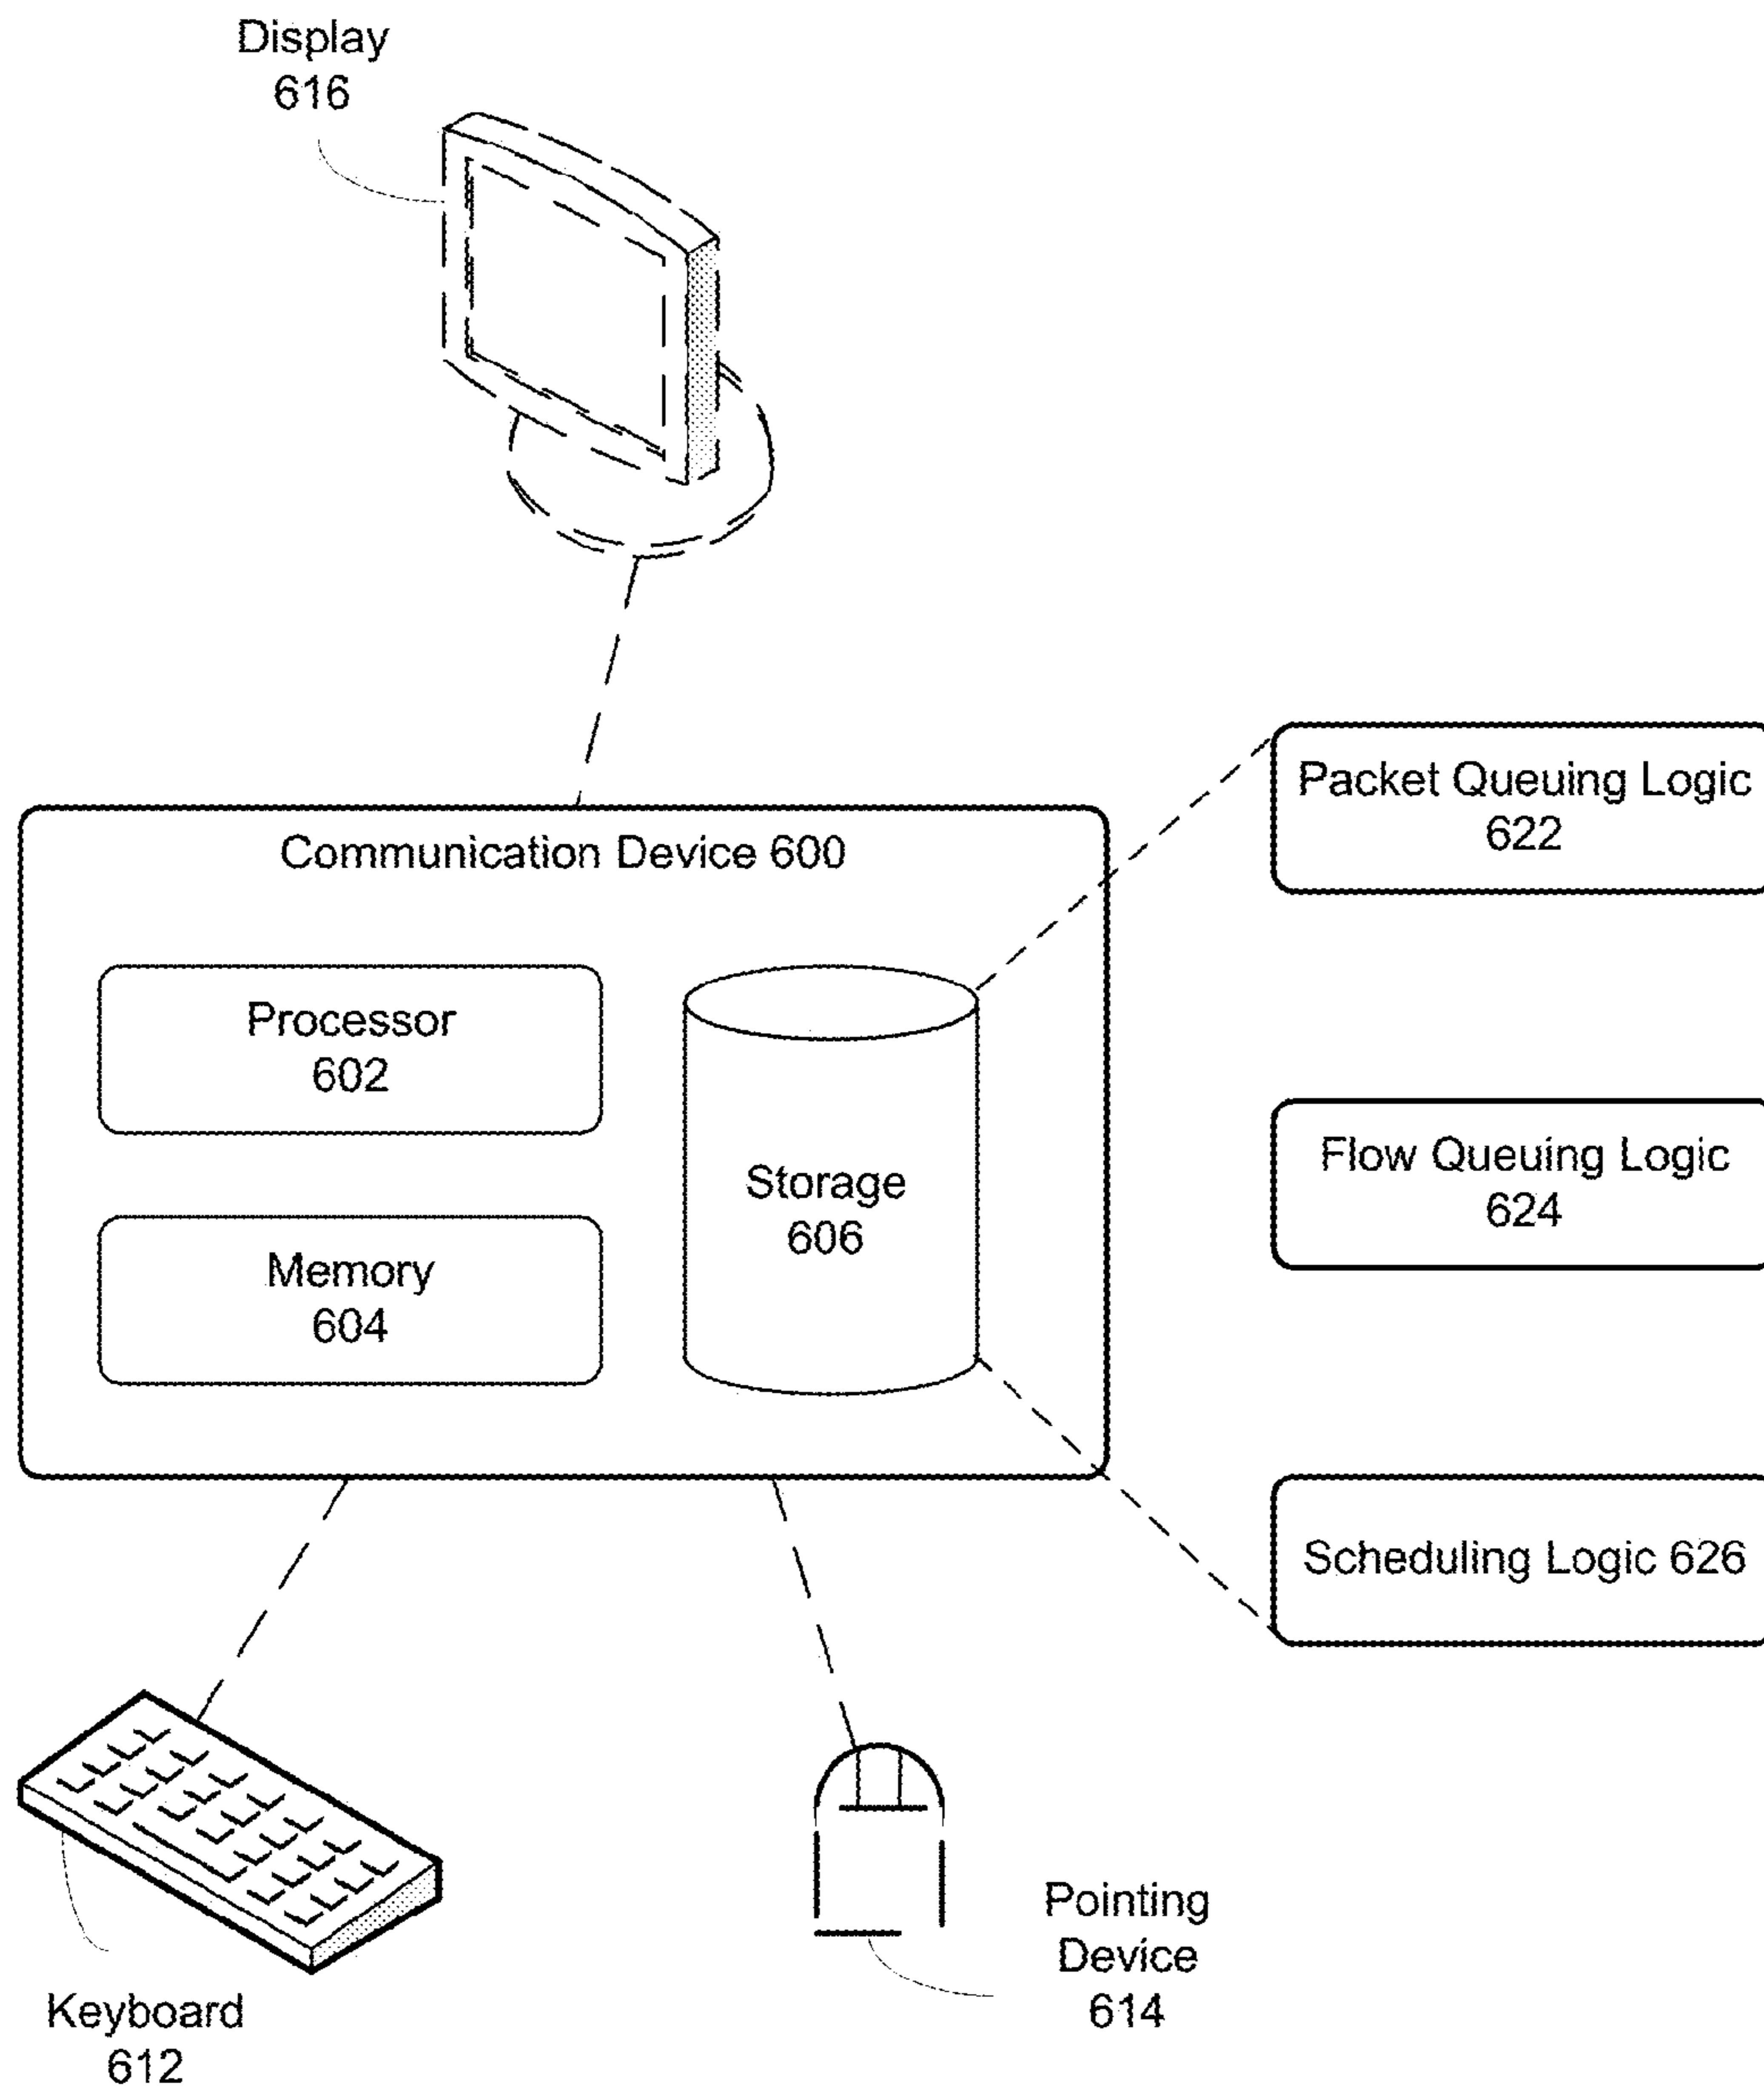 Display
616
Packet Queuing Logic
622
Communication Device 600
Processor
602
Flow Queuing Logic
624
Storage
606
Memory
604
Scheduling Logic 626
Pointing
Device
614
Keyboard
612